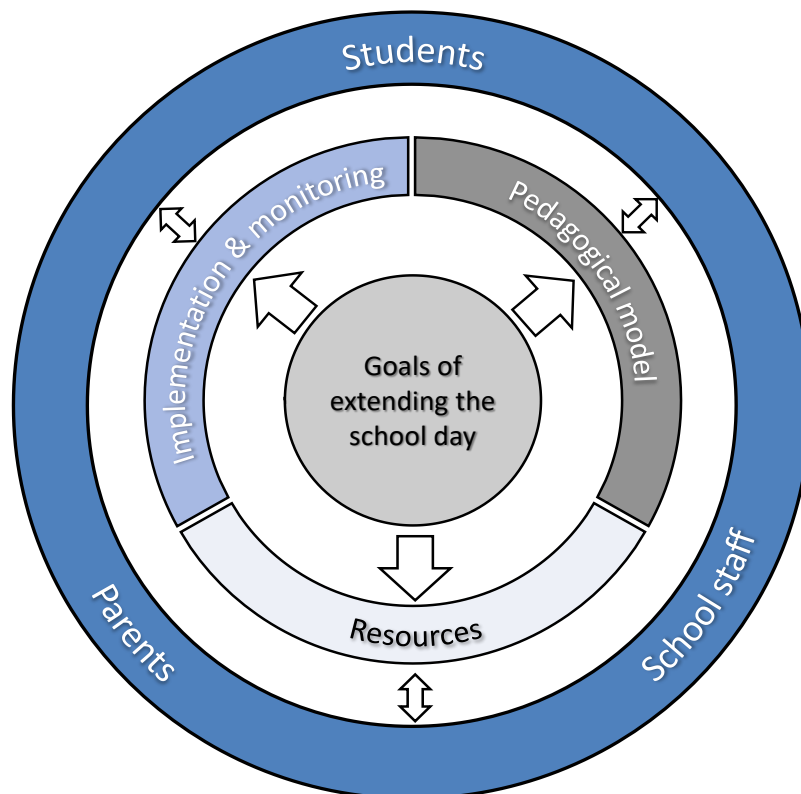 Students
Implementation & monitoring
Pedagogical model
Goals of
extending the
school day
Resources
Parents
School staff